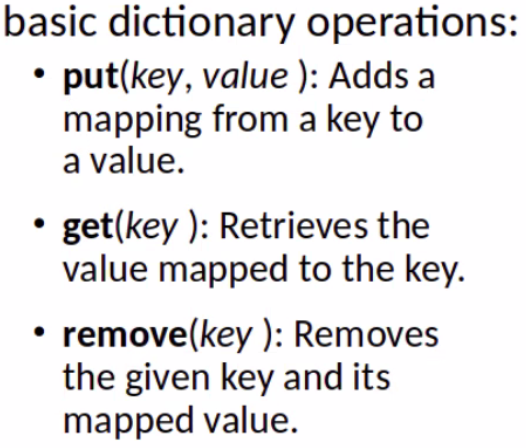 basic dictionary operations:
• put(key, value ): Adds a
mapping from a key to
a value.
• get(key ): Retrieves the
value mapped to the key.
• remove(key ): Removes
the given key and its
mapped value.